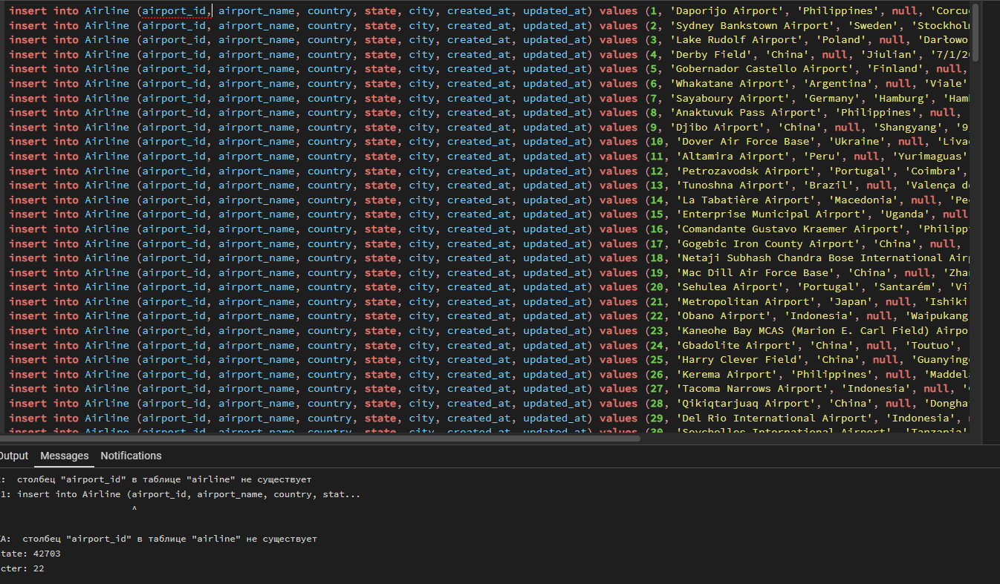 insert into Airline (airport_id, airport_name, country, state, city, created_at, updated_at) values (1, 'Daporijo Airport', 'Philippines', null, 'Corcu
insert into Airline (airport_id, airport_name, country, state, city, created_at, updated_at) values (2, 'Sydney Bankstown Airport', 'Sweden', 'Stockholm
insert into Airline (airport_id, airport_name, country, state, city, created_at, updated_at) values (3, 'Lake Rudolf Airport', 'Poland', null, 'Darłowo
insert into Airline (airport_id, airport_name, country, state, city, created_at, updated_at) values (4, 'Derby Field', 'China', null, 'Jiulian', '7/1/20
insert into Airline (airport_id, airport_name, country, state, city, created_at, updated_at) values (5, 'Gobernador Castello Airport', 'Finland', null,
insert into Airline (airport_id, airport_name, country, state, city, created_at, updated_at) values (6, 'Whakatane Airport', 'Argentina', null, 'Viale'
insert into Airline (airport_id, airport_name, country, state, city, created_at, updated_at) values (7, 'Sayaboury Airport', 'Germany', 'Hamburg', 'Ham
insert into Airline (airport_id, airport_name, country, state, city, created_at, updated_at) values (8, 'Anaktuvuk Pass Airport', 'Philippines', null,
insert into Airline (airport_id, airport_name, country, state, city, created_at, updated_at) values (9, 'Djibo Airport', 'China', null, 'Shangyang', '9
insert into Airline (airport_id, airport_name, country, state, city, created_at, updated_at) values (10, 'Dover Air Force Base', 'Ukraine', null, 'Liva
insert into Airline (airport_id, airport_name, country, state, city, created_at, updated_at) values (11, 'Altamira Airport', 'Peru', null, 'Yurimaguas'
insert into Airline (airport_id, airport_name, country, state, city, created_at, updated_at) values (12, 'Petrozavodsk Airport', 'Portugal', 'Coimbra',
insert into Airline (airport_id, airport_name, country, state, city, created_at, updated_at) values (13, 'Tunoshna Airport', 'Brazil', null, 'Valença d
insert into Airline (airport_id, airport_name, country, state, city, created_at, updated_at) values (14, 'La Tabatière Airport', 'Macedonia', null, 'Pe
insert into Airline (airport_id, airport_name, country, state, city, created_at, updated_at) values (15, 'Enterprise Municipal Airport', 'Uganda', null
insert into Airline (airport_id, airport_name, country, state, city, created_at, updated_at) values (16, 'Comandante Gustavo Kraemer Airport', 'Philipp
insert into Airline (airport_id, airport_name, country, state, city, created_at, updated_at) values (17, 'Gogebic Iron County Airport', 'China', null,
insert into Airline (airport_id, airport_name, country, state, city, created_at, updated_at) values (18, 'Netaji Subhash Chandra Bose International Airp
insert into Airline (airport_id, airport_name, country, state, city, created_at, updated_at) values (19, 'Mac Dill Air Force Base', 'China', null, 'Zha
insert into Airline (airport_id, airport_name, country, state, city, created_at, updated_at) values (20, 'Sehulea Airport', 'Portugal', 'Santarém', 'Vi
insert into Airline (airport_id, airport_name, country, state, city, created_at, updated_at) values (21, 'Metropolitan Airport', 'Japan', null, 'Ishiki
insert into Airline (airport_id, airport_name, country, state, city, created_at, updated_at) values (22, 'Obano Airport', 'Indonesia', null, 'Waipukang
insert into Airline (airport_id, airport_name, country, state, city, created_at, updated_at) values (23, 'Kaneohe Bay MCAS (Marion E. Carl Field) Airpo
insert into Airline (airport_id, airport_name, country, state, city, created_at, updated_at) values (24, 'Gbadolite Airport', 'China', null, 'Toutuo',
insert into Airline (airport_id, airport_name, country, state, city, created_at, updated_at) values (25, 'Harry Clever Field', 'China', null, 'Guanying
insert into Airline (airport_id, airport_name, country, state, city, created_at, updated_at) values (26, 'Kerema Airport', 'Philippines', null, 'Maddel
insert into Airline (airport_id, airport_name, country, state, city, created_at, updated_at) values (27, 'Tacoma Narrows Airport', 'Indonesia', null, '
insert into Airline (airport_id, airport_name, country, state, city, created_at, updated_at) values (28, 'Qikiqtarjuaq Airport', 'China', null, 'Dongha
insert into Airline (airport_id, airport_name, country, state, city, created_at, updated_at) values (29, 'Del Rio International Airport', 'Indonesia',
insert into Airline (airport_id, airport_name, country, state, city, created_at, updated_at) values (30, 'Seychelles International Airport', 'Tanzania'
Output Messages Notifications
: столбец "airport_id" в таблице "airline" не существует
1: insert into Airline (airport_id, airport_name, country, stat...
^
А: столбец "airport_id" в таблице "airline" не существует
tate: 42703
cter: 22